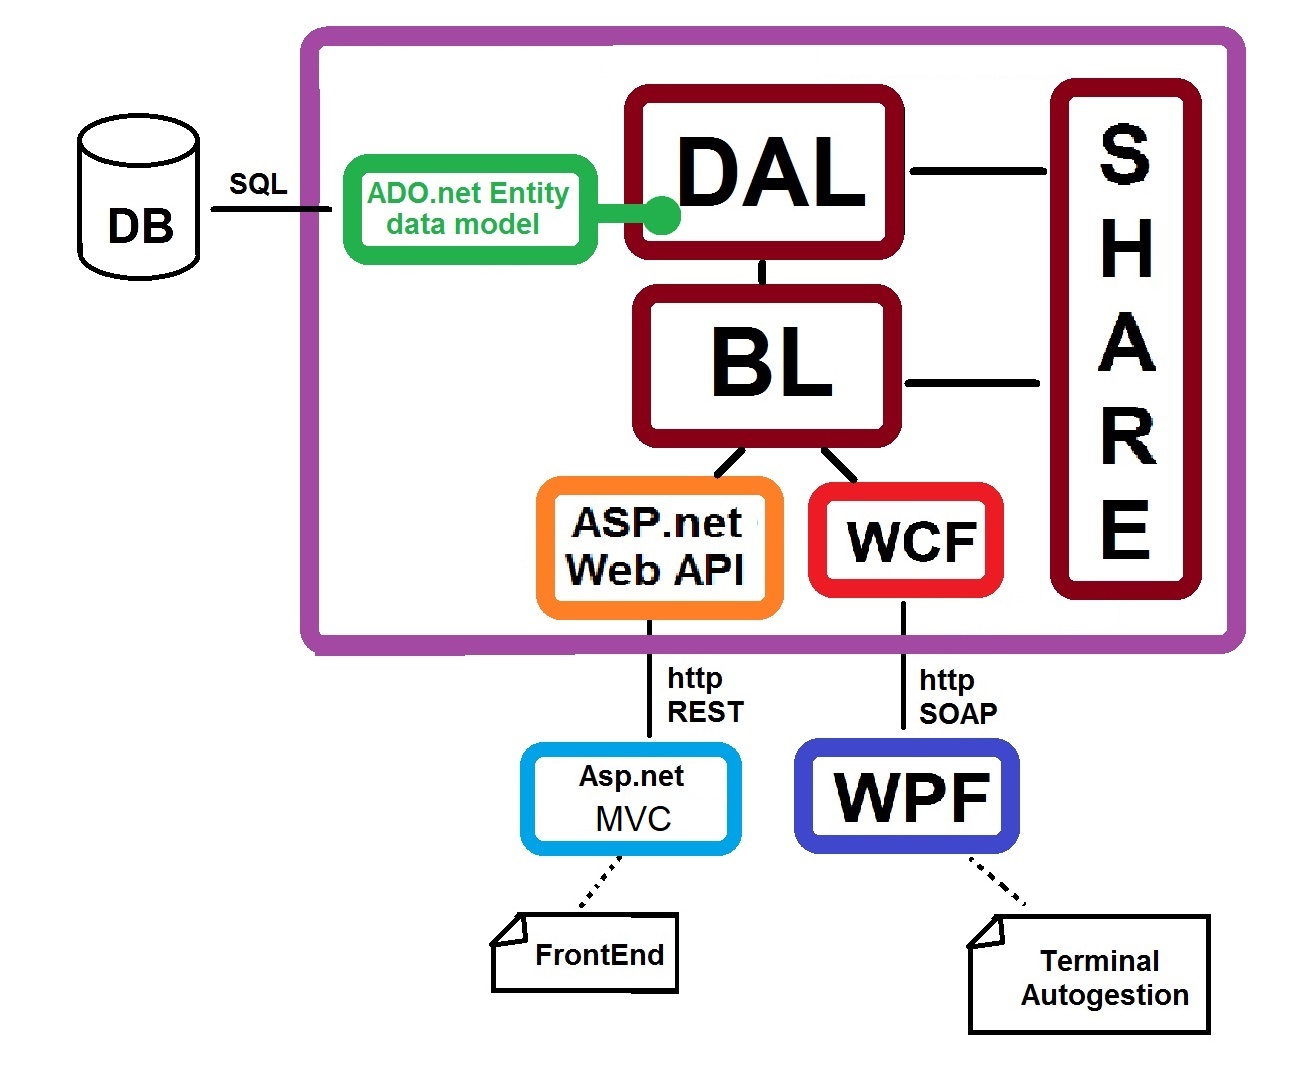 DB
SQL
ADO.net Entity
data model
DAL
BL
S
H
A
R
E
ASP.net
Web API
WCF
http
REST
http
SOAP
Asp.net
MVC
WPF
FrontEnd
Terminal
Autogestion